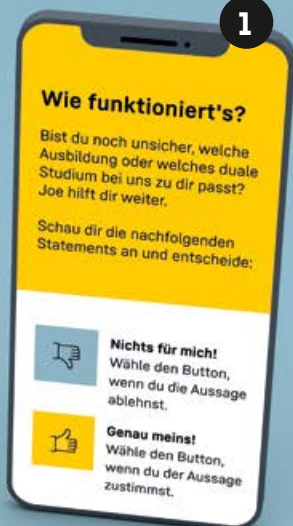 1
Wie funktioniert's?
Bist du noch unsicher, welche
Ausbildung oder welches duale
Studium bei uns zu dir passt?
Joe hilft dir weiter.
Schau dir die nachfolgenden
Statements an und entscheide:
Nichts für mich!
Wähle den Button,
wenn du die Aussage
ablehnst.
Genau meins!
Wähle den Button,
wenn du der Aussage
zustimmst.